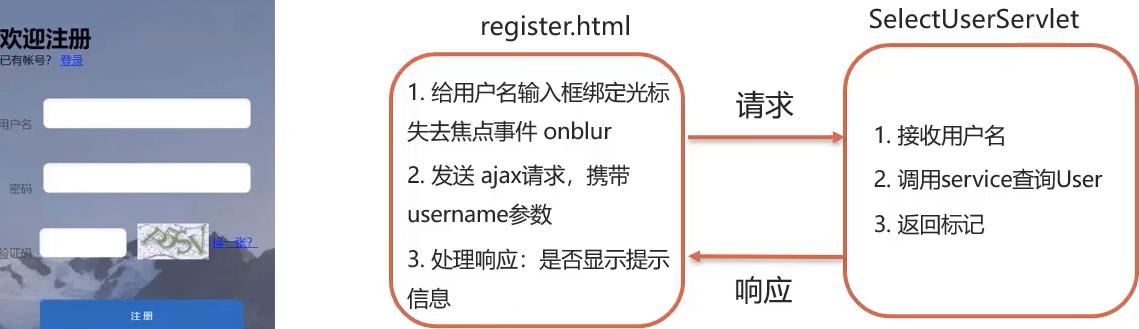 欢迎注册
已有帐号? 登录
用户名
密码
验证码
注册
register.html
1. 给用户名输入框绑定光标
失去焦点事件 onblur
2. 发送 ajax请求，携带
username参数
3. 处理响应：是否显示提示
信息
请求
响应
SelectUserServlet
1. 接收用户名
2. 调用service查询User
3. 返回标记